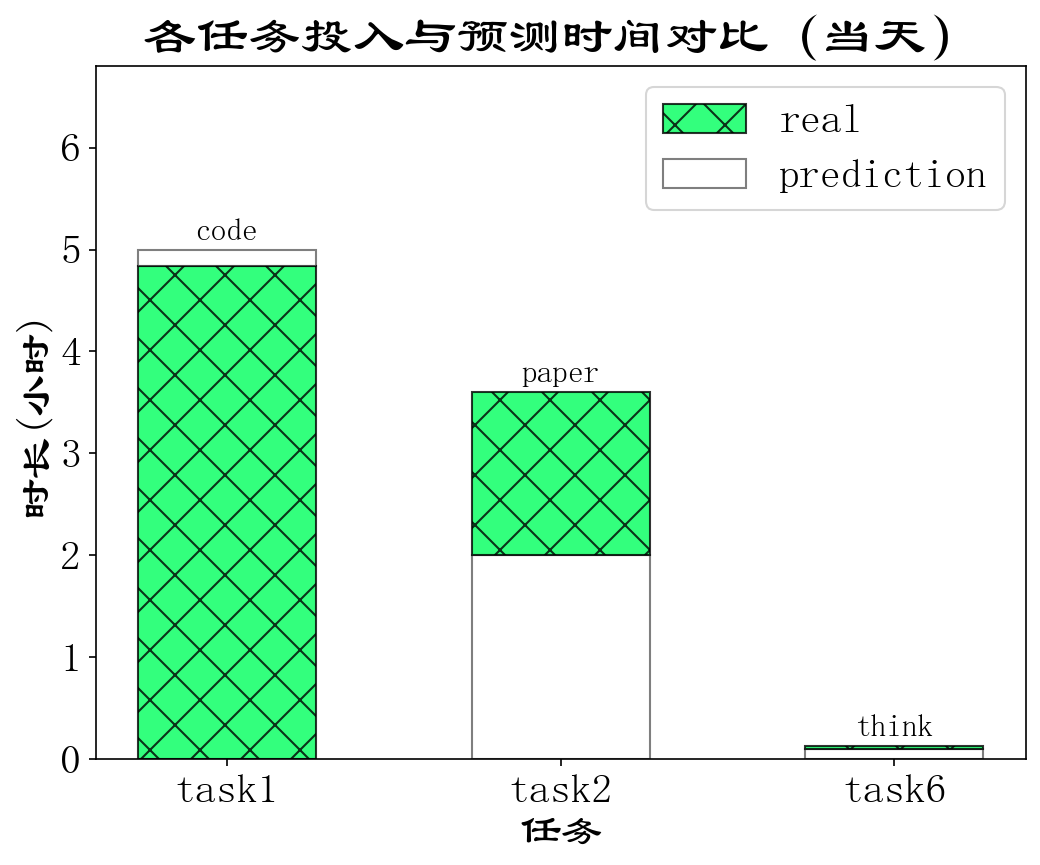 各任务投入与预测时间对比 (当天)
real
prediction
6
5
4
3
2
1
0
时长(小时)
code
paper
think
task1
task2
task6
任务